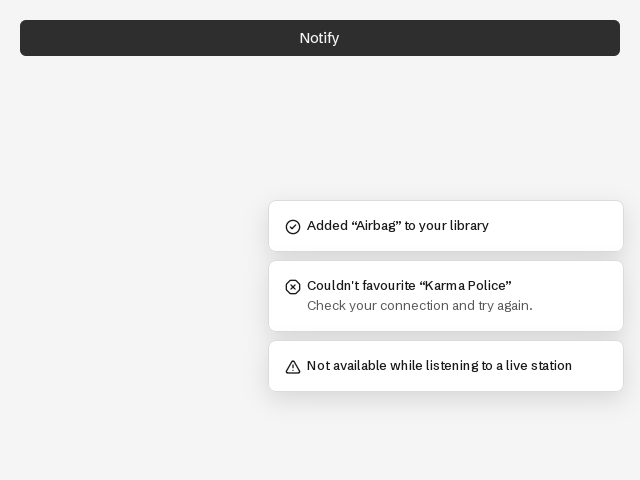 Notify
Added “Airbag” to your library
Couldn't favourite “Karma Police”
Check your connection and try again.
Not available while listening to a live station